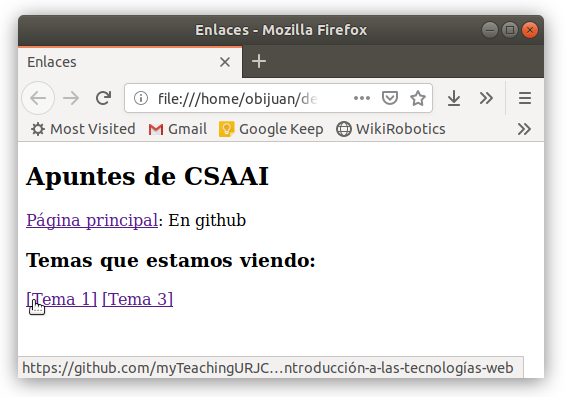 Enlaces - Mozilla Firefox
Enlaces
file:///home/obijuan/de
Most Visited Gmail Google Keep WikiRobotics
Apuntes de CSAAI
Página principal: En github
Temas que estamos viendo:
[Tema 1] [Tema 3]
https://github.com/myTeachingURJC…ntroducción-a-las-tecnologías-web